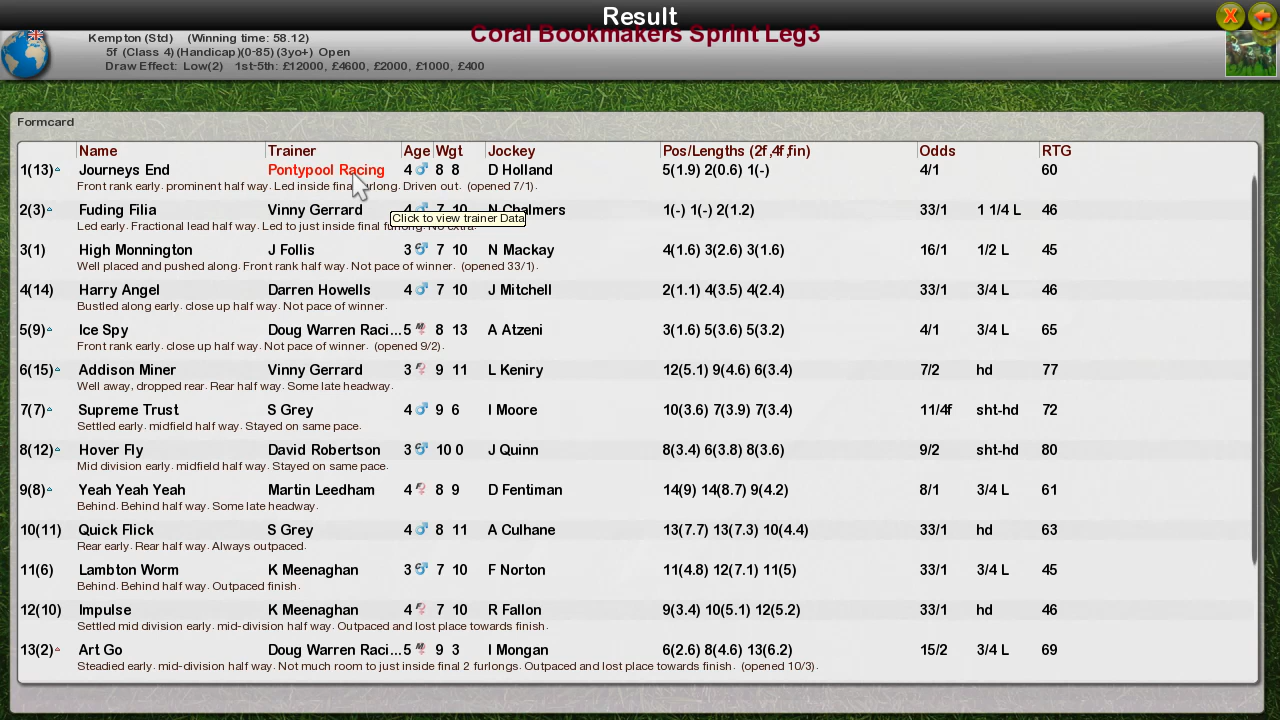 Result
Coral Bookmakers Sprint Leg3
Kempton (Std) (Winning time: 58.12)
5f (Class 4)(Handicap)(0-85)(3yo+) Open
Draw Effect: Low(2) 1st-5th: £12000, £4600, £2000, £1000, £400
X
Formcard
Name Trainer Age Wgt Jockey Pos/Lengths (2f,4f,fin) Odds RTG
1(13) Journeys End Pontypool Racing 4 8 8 D Holland 5(1.9) 2(0.6) 1(-) 4/1 60
Front rank early. prominent half way. Led inside final furlong. Driven out. (opened 7/1).
2(3) Fuding Filia Vinny Gerrard 4 7 10 N Chalmers 1(-) 1(-) 2(1.2) 33/1 1 1/4 L 46
Click to view trainer Data
Led early. Fractional lead half way. Led to just inside final furlong. No extra.
3(1) High Monnington J Follis 3 7 10 N Mackay 4(1.6) 3(2.6) 3(1.6) 16/1 1/2 L 45
Well placed and pushed along. Front rank half way. Not pace of winner. (opened 33/1).
4(14) Harry Angel Darren Howells 4 7 10 J Mitchell 2(1.1) 4(3.5) 4(2.4) 33/1 3/4 L 46
Bustled along early. close up half way. Not pace of winner.
5(9) Ice Spy Doug Warren Raci... 5 8 13 A Atzeni 3(1.6) 5(3.6) 5(3.2) 4/1 3/4 L 65
Front rank early. close up half way. Not pace of winner. (opened 9/2).
6(15) Addison Miner Vinny Gerrard 3 9 11 L Keniry 12(5.1) 9(4.6) 6(3.4) 7/2 hd 77
Well away, dropped rear. Rear half way. Some late headway.
7(7) Supreme Trust S Grey 4 9 6 I Moore 10(3.6) 7(3.9) 7(3.4) 11/4f sht-hd 72
Settled early. midfield half way. Stayed on same pace.
8(12) Hover Fly David Robertson 3 10 0 J Quinn 8(3.4) 6(3.8) 8(3.6) 9/2 sht-hd 80
Mid division early. midfield half way. Stayed on same pace.
9(8) Yeah Yeah Yeah Martin Leedham 4 8 9 D Fentiman 14(9) 14(8.7) 9(4.2) 8/1 3/4 L 61
Behind. Behind half way. Some late headway.
10(11) Quick Flick S Grey 4 8 11 A Culhane 13(7.7) 13(7.3) 10(4.4) 33/1 hd 63
Rear early. Rear half way. Always outpaced.
11(6) Lambton Worm K Meenaghan 3 7 10 F Norton 11(4.8) 12(7.1) 11(5) 33/1 3/4 L 45
Behind. Behind half way. Outpaced finish.
12(10) Impulse K Meenaghan 4 7 10 R Fallon 9(3.4) 10(5.1) 12(5.2) 33/1 hd 46
Settled mid division early. mid-division half way. Outpaced and lost place towards finish.
13(2) Art Go Doug Warren Raci... 5 9 3 I Mongan 6(2.6) 8(4.6) 13(6.2) 15/2 3/4 L 69
Steadied early. mid-division half way. Not much room to just inside final 2 furlongs. Outpaced and lost place towards finish. (opened 10/3).